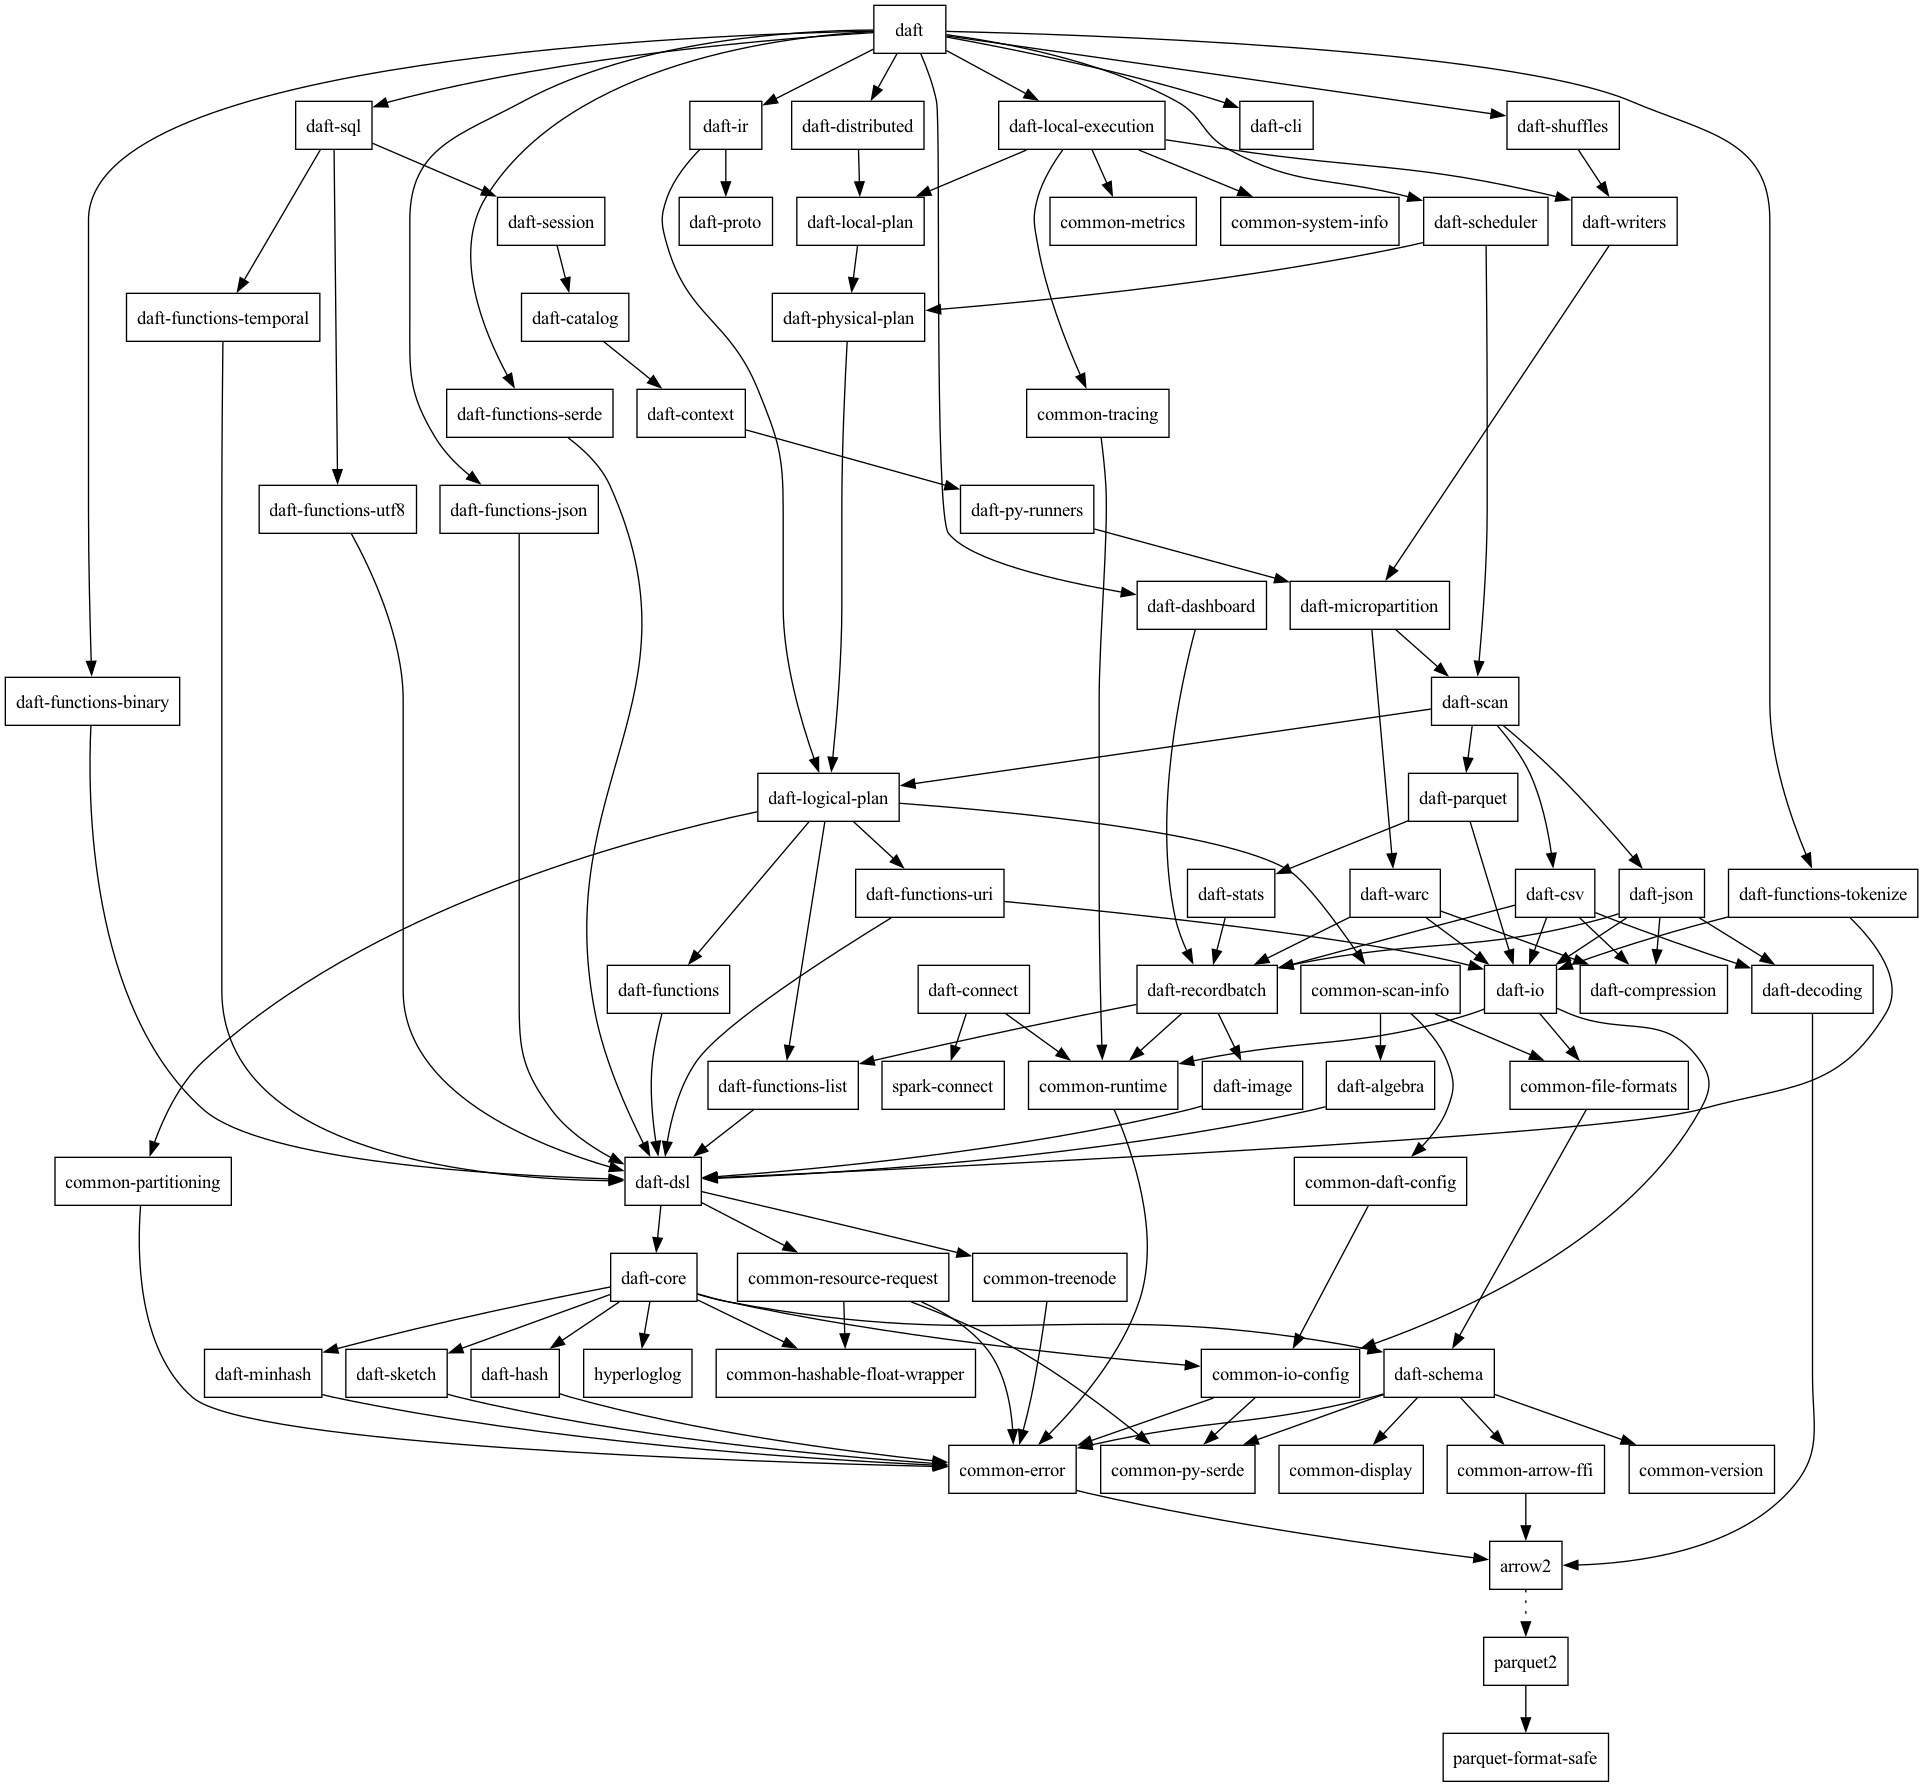 daft
daft-sql
daft-ir
daft-distributed
daft-local-execution
daft-cli
daft-shuffles
daft-session
daft-proto
daft-local-plan
common-metrics
common-system-info
daft-scheduler
daft-writers
daft-functions-temporal
daft-catalog
daft-physical-plan
daft-functions-serde
daft-context
common-tracing
daft-functions-utf8
daft-functions-json
daft-py-runners
daft-dashboard
daft-micropartition
daft-functions-binary
daft-scan
daft-logical-plan
daft-parquet
daft-functions-uri
daft-stats
daft-warc
daft-csv
daft-json
daft-functions-tokenize
daft-functions
daft-connect
daft-recordbatch
common-scan-info
daft-io
daft-compression
daft-decoding
daft-functions-list
spark-connect
common-runtime
daft-image
daft-algebra
common-file-formats
common-partitioning
daft-dsl
common-daft-config
daft-core
common-resource-request
common-treenode
daft-minhash
daft-sketch
daft-hash
hyperloglog
common-hashable-float-wrapper
common-io-config
daft-schema
common-error
common-py-serde
common-display
common-arrow-ffi
common-version
arrow2
parquet2
parquet-format-safe